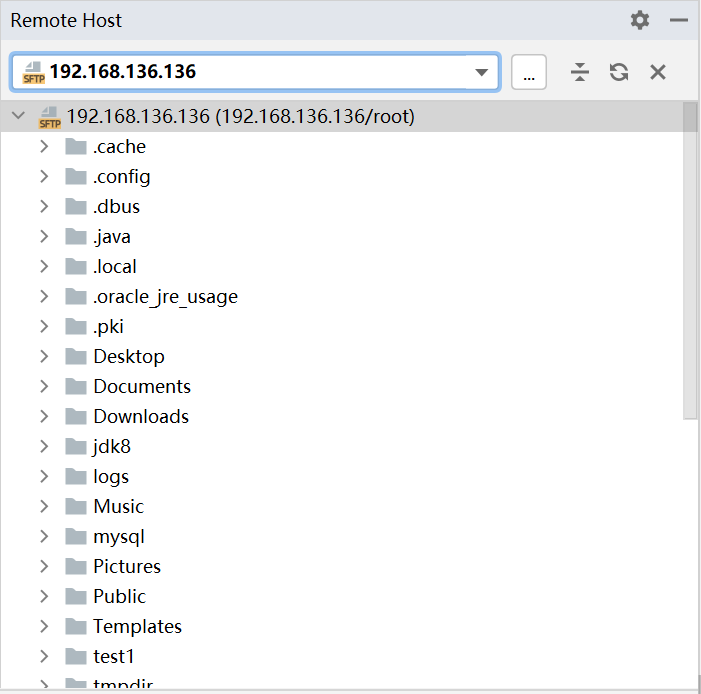 Remote Host
SFTP 192.168.136.136 ...
SFTP 192.168.136.136 (192.168.136.136/root)
.cache
.config
.dbus
.java
.local
.oracle_jre_usage
.pki
Desktop
Documents
Downloads
jdk8
logs
Music
mysql
Pictures
Public
Templates
test1
tmpdir